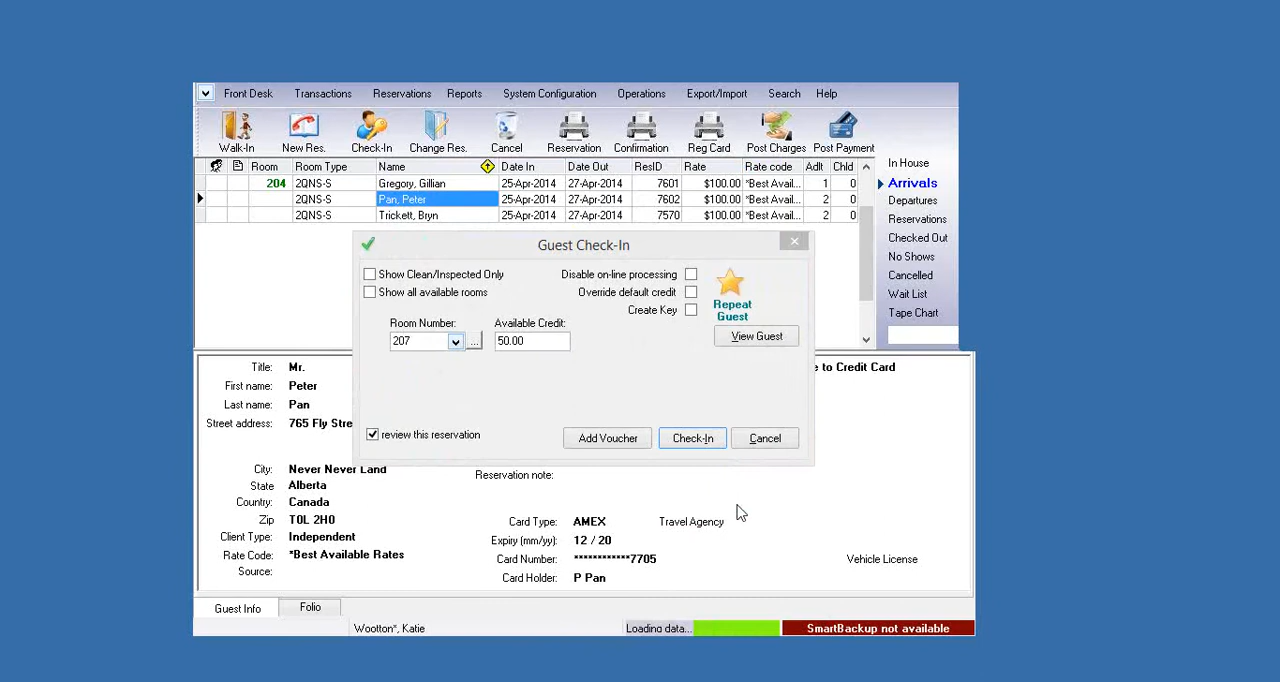 Front Desk Transactions Reservations Reports System Configuration Operations Export/Import Search Help
Walk-In New Res. Check-In Change Res. Cancel Reservation Confirmation Reg Card Post Charges Post Payment
Room Room Type Name Date In Date Out ResID Rate Rate code Adlt Chld
204 2QNS-S Gregory, Gillian 25-Apr-2014 27-Apr-2014 7601 $100.00 *Best Avail... 1 0
2QNS-S Pan, Peter 25-Apr-2014 27-Apr-2014 7602 $100.00 *Best Avail... 2 0
2QNS-S Trickett, Bryn 25-Apr-2014 27-Apr-2014 7570 $100.00 *Best Avail... 2 0
In House
Arrivals
Departures
Reservations
Checked Out
No Shows
Cancelled
Wait List
Tape Chart
Guest Check-In
Show Clean/Inspected Only Disable on-line processing
Show all available rooms Override default credit
Create Key
Repeat
Guest
Room Number: Available Credit:
207 ... 50.00
View Guest
review this reservation Add Voucher Check-In Cancel
Title: Mr. e to Credit Card
First name: Peter
Last name: Pan
Street address: 765 Fly Stre
City: Never Never Land
Reservation note:
State Alberta
Country: Canada
Zip T0L 2H0 Card Type: AMEX Travel Agency
Client Type: Independent Expiry (mm/yy): 12 / 20
Rate Code: *Best Available Rates Card Number: ************7705 Vehicle License
Source: Card Holder: P Pan
Guest Info Folio
Wootton*, Katie Loading data... SmartBackup not available